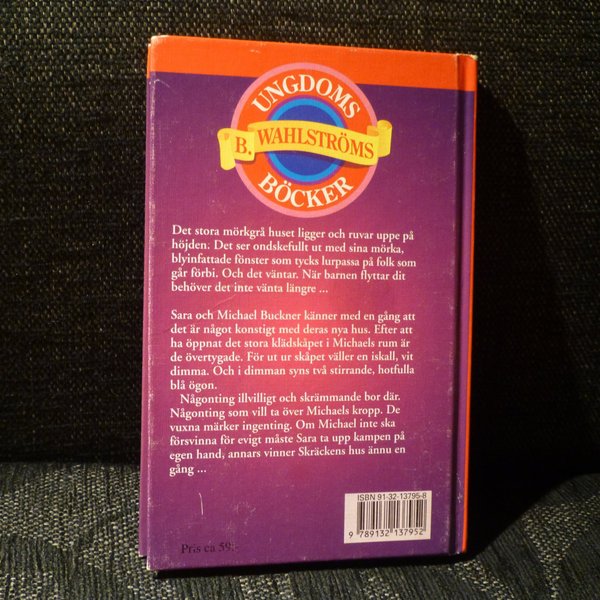 UNGDOMS
B. WAHLSTRÖMS
BÖCKER
Det stora mörkgrå huset ligger och ruvar uppe på
höjden. Det ser ondskefullt ut med sina mörka,
blyinfattade fönster som tycks lurpassa på folk som
går förbi. Och det väntar. När barnen flyttar dit
behöver det inte vänta längre ...
Sara och Michael Buckner känner med en gång att
det är något konstigt med deras nya hus. Efter att
ha öppnat det stora klädskåpet i Michaels rum är
de övertygade. För ut ur skåpet väller en iskall, vit
dimma. Och i dimman syns två stirrande, hotfulla
blå ögon.
Någonting illvilligt och skrämmande bor där.
Någonting som vill ta över Michaels kropp. De
vuxna märker ingenting. Om Michael inte ska
försvinna för evigt måste Sara ta upp kampen på
egen hand, annars vinner Skräckens hus ännu en
gång ...
ISBN 91-32-13795-8
9 789132 137952
Pris ca 59:-